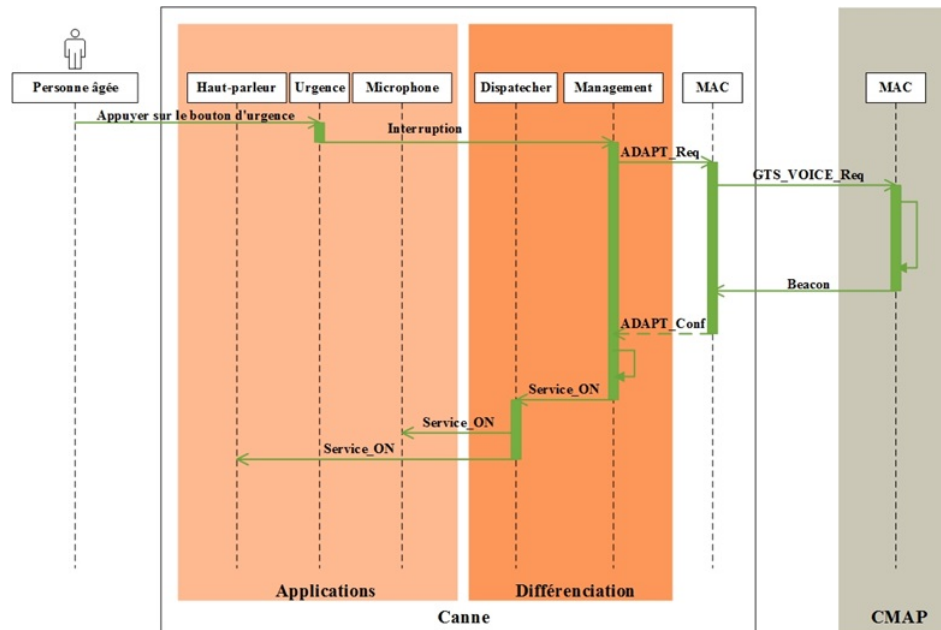 Personne âgée
Haut-parleur
Urgence
Microphone
Dispatecher
Management
MAC
MAC
Appuyer sur le bouton d'urgence
Interruption
ADAPT_Req
GTS_VOICE_Req
Beacon
ADAPT_Conf
Service_ON
Service_ON
Service_ON
Applications
Différenciation
Canne
CMAP